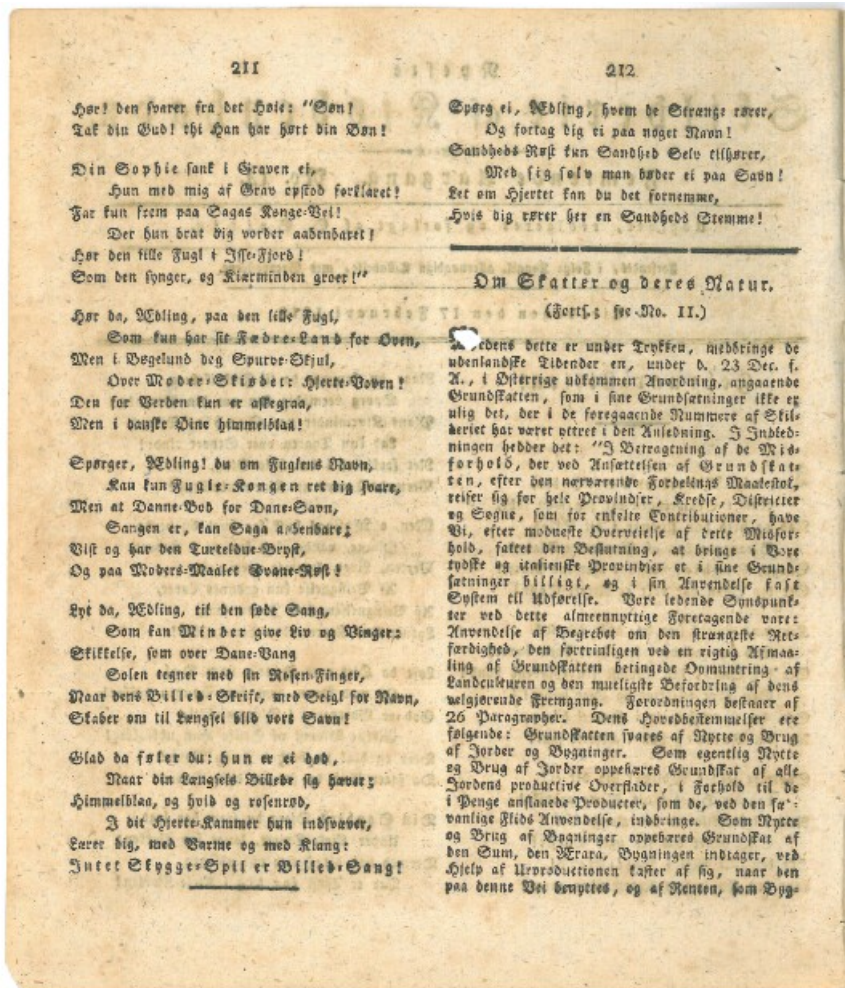 211
Hør! den svarer fra det Høie: "Søn!
Tak din Gud! thi Han har hørt din Bøn!
Din Sophie sank i Graven ei,
Hun med mig af Grav opstod forklaret!
Far kun frem paa Sagas Konge-Vei!
Der hun brat dig vorder aabenbaret!
Hør den lille Fugl i Isse-Fjord!
Som den synger, og Kiærminden groer!"
Hør da, Ædling, paa den lille Fugl,
Som kun har sit Fædre-Land for Oven,
Men i Bøgelund dog Spurve-Skjul,
Over Moder-Skiødet: Hjerte-Voven!
Den for Verden kun er askegraa,
Men i danske Øine himmelblaa!
Spørger, Ædling! du om Fuglens Navn,
Kan kun Fugle-Kongen ret dig svare,
Men at Danne-Bod for Dane-Savn,
Sangen er, kan Saga a benbare;
Vist og har den Turteldue-Bryst,
Og paa Moders-Maalet Svane-Røst!
Lyt da, Ædling, til den søde Sang,
Som kan Minder give Liv og Vinger:
Skikkelse, som over Dane-Vang
Solen tegner med sin Rosen-Finger,
Naar dens Billed-Skrift, med Seigl for Navn,
Skaber om til Længsel blid vort Savn!
Glad da føler du: hun er ei død,
Naar din Længsels Billede sig hæver;
Himmelblaa, og hvid og rosenrød,
I dit Hjerte-Kammer hun indsvæver,
Lærer dig, med Varme og med Klang:
Intet Skygge-Spil er Billed-Sang!
212
Spørg ei, Ædling, hvem de Strænge rører,
Og fortag dig ei paa noget Navn!
Sandheds Røst kun Sandhed Selv tilhører,
Med sig selv man bøder ei paa Savn!
Let om Hjertet kan du det fornemme,
Hvis dig rører her en Sandheds Stemme!
Om Skatter og deres Natur.
(Forts.; see No. 11.)
edens dette er under Trykken, medbringe de
udenlandske Tidender en, under d. 23 Dec. f.
A., i Østerrige udkommen Anordning, angaaende
Grundskatten, som i sine Grundsætninger ikke er
ulig det, der i de foregaaende Nummere af Skil-
deriet har været yttret i den Anledning. I Indled-
ningen hedder det: "I Betragtning af de Mis-
forhold, der ved Ansættelsen af Grundskat-
ten, efter den nærværende Fordelings Maalestok,
reiser sig for hele Provindser, Kredse, Districter
og Sogne, som for enkelte Contributioner, have
Vi, efter modneste Overveielse af dette Misfor-
hold, fattet den Beslutning, at bringe i Vore
tydske og italienske Provindser et i sine Grund-
sætninger billigt, og i sin Anvendelse fast
System til Udførelse. Vore ledende Synspunk-
ter ved dette almeennyttige Foretagende vare:
Anvendelse af Begrebet om den strængeste Ret-
færdighed, den fortrinligen ved en rigtig Afmaa-
ling af Grundskatten betingede Opmuntring af
Landculturen og den mueligste Befordring af dens
velgjørende Fremgang. Forordningen bestaaer af
26 Paragrapher. Dens Hovedbestemmelser ere
følgende: Grundskatten svares af Nytte og Brug
af Jorder og Bygninger. Som egentlig Nytte
og Brug af Jorder oppebæres Grundskat af alle
Jordens productive Overflader, i Forhold til de
i Penge anslaaede Producter, som de, ved den sæd-
vanlige Flids Anvendelse, indbringe. Som Nytte
og Brug af Bygninger oppebæres Grundskat af
den Sum, den Ærara, Bygningen indtager, ved
Hjelp af Urproductionen kaster af sig, naar den
paa denne Vei benyttes, og af Renten, som Byg-